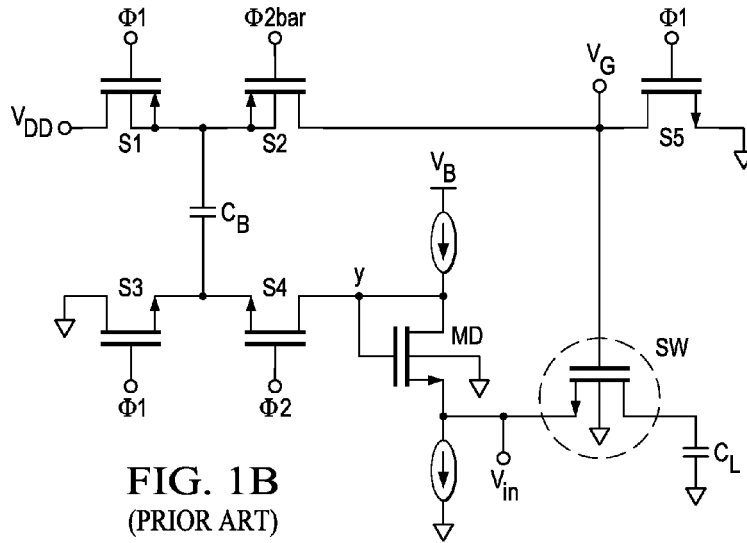 Φ1
Φ2bar
Φ1
V_G
V_DD
S1
S2
S5
V_B
C_B
S3
S4
y
MD
SW
Φ1
Φ2
V_in
C_L
FIG. 1B
(PRIOR ART)